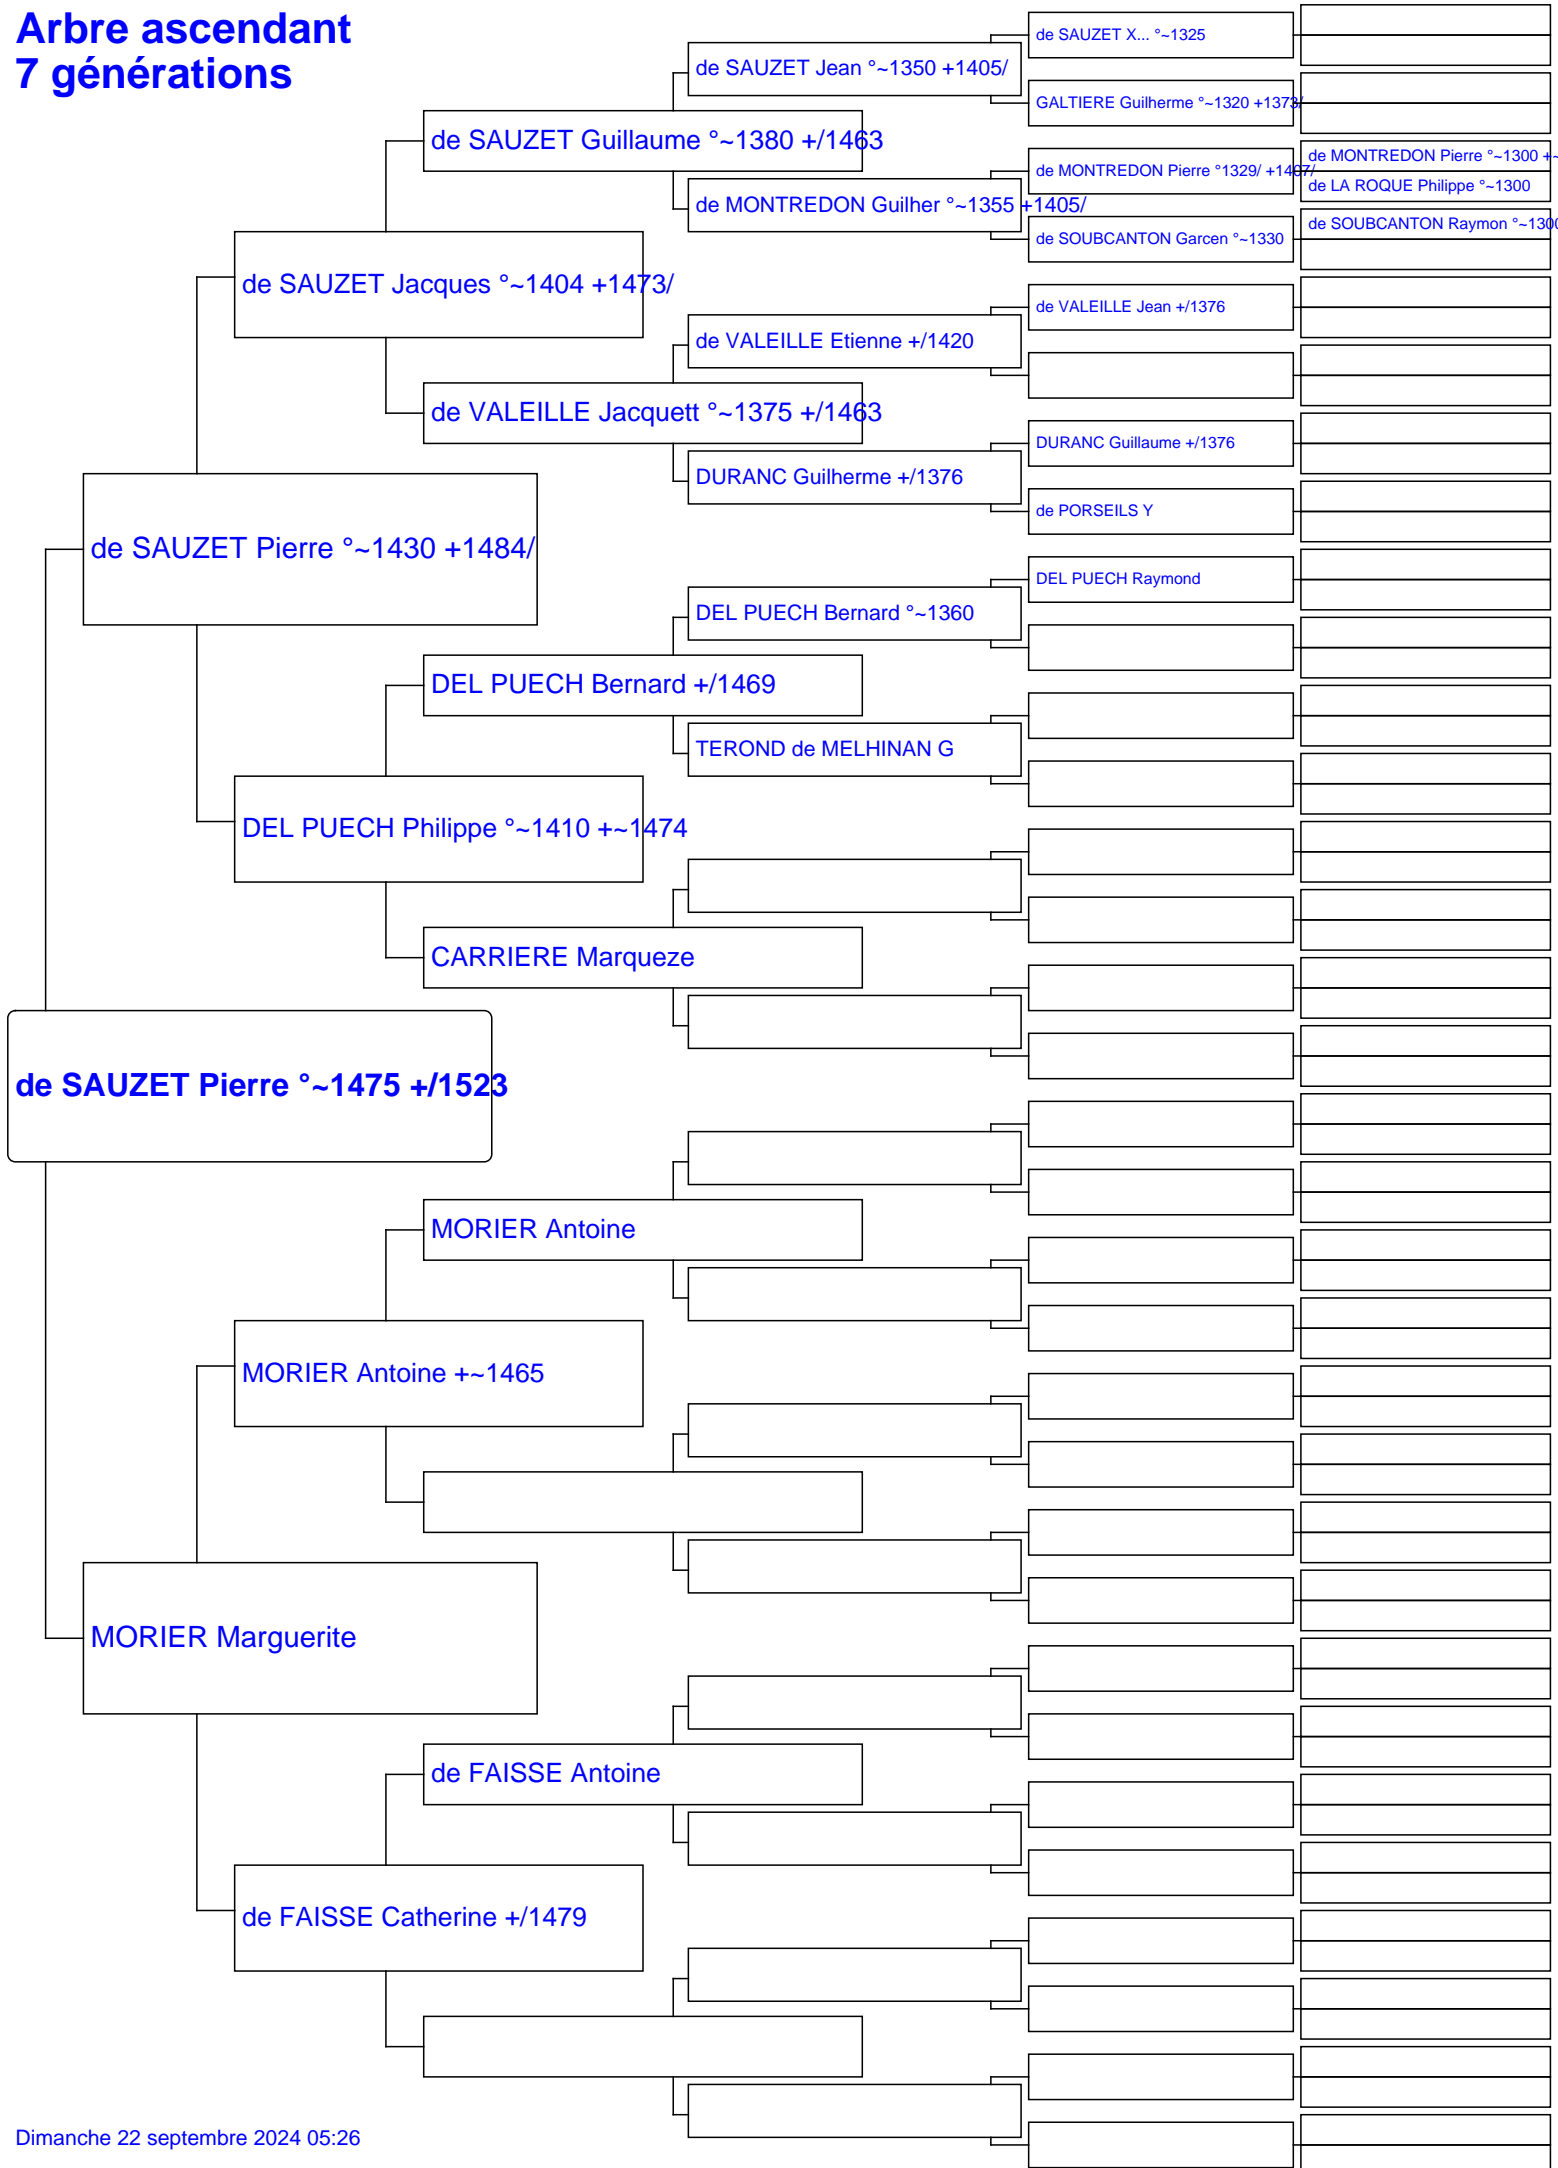 Arbre ascendant
7 générations
de SAUZET X... °~1325
de SAUZET Jean °~1350 +1405/
GALTIERE Guilherme °~1320 +1373/
de SAUZET Guillaume °~1380 +/1463
de MONTREDON Pierre °~1300 +~
de MONTREDON Pierre °1329/ +1407/
de LA ROQUE Philippe °~1300
de MONTREDON Guilher °~1355 +1405/
de SOUBCANTON Raymon °~1300
de SOUBCANTON Garcen °~1330
de SAUZET Jacques °~1404 +1473/
de VALEILLE Jean +/1376
de VALEILLE Etienne +/1420
de VALEILLE Jacquett °~1375 +/1463
DURANC Guillaume +/1376
DURANC Guilherme +/1376
de PORSEILS Y
de SAUZET Pierre °~1430 +1484/
DEL PUECH Raymond
DEL PUECH Bernard °~1360
DEL PUECH Bernard +/1469
TEROND de MELHINAN G
DEL PUECH Philippe °~1410 +~1474
CARRIERE Marqueze
de SAUZET Pierre °~1475 +/1523
MORIER Antoine
MORIER Antoine +~1465
MORIER Marguerite
de FAISSE Antoine
de FAISSE Catherine +/1479
Dimanche 22 septembre 2024 05:26